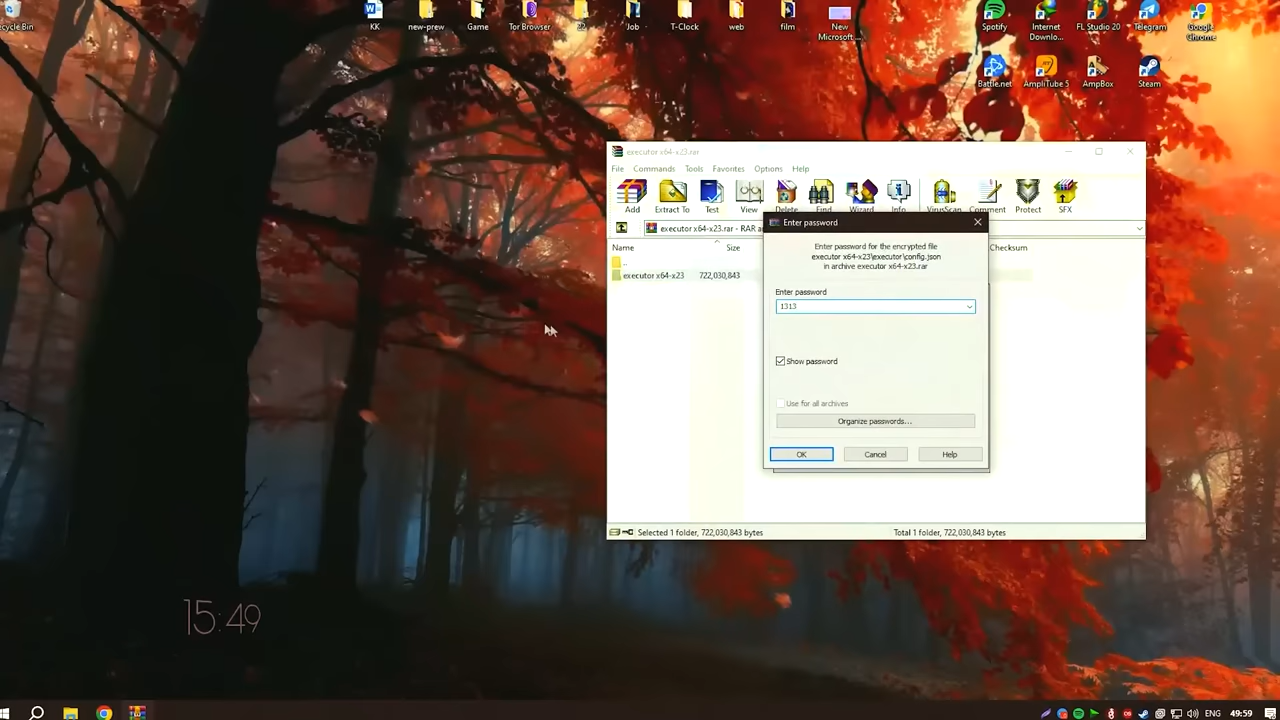 ecycle Bin
KK
new-prew
Game
Tor Browser
22
Job
T-Clock
web
film
New
Microsoft ...
Spotify
Internet
Downlo...
FL Studio 20
Telegram
Google
Chrome
Battle.net
AmpliTube 5
AmpBox
Steam
executor x64-x23.rar
File
Commands
Tools
Favorites
Options
Help
Add
Extract To
Test
View
Delete
Find
Wizard
Info
VirusScan
Comment
Protect
SFX
executor x64-x23.rar - RAR a
Name
Size
Checksum
..
executor x64-x23
722,030,843
Enter password
Enter password for the encrypted file
executor x64-x23\executor\config.json
in archive executor x64-x23.rar
Enter password
1313
Show password
Use for all archives
Organize passwords...
OK
Cancel
Help
Selected 1 folder, 722,030,843 bytes
Total 1 folder, 722,030,843 bytes
15:49
ENG
49:59